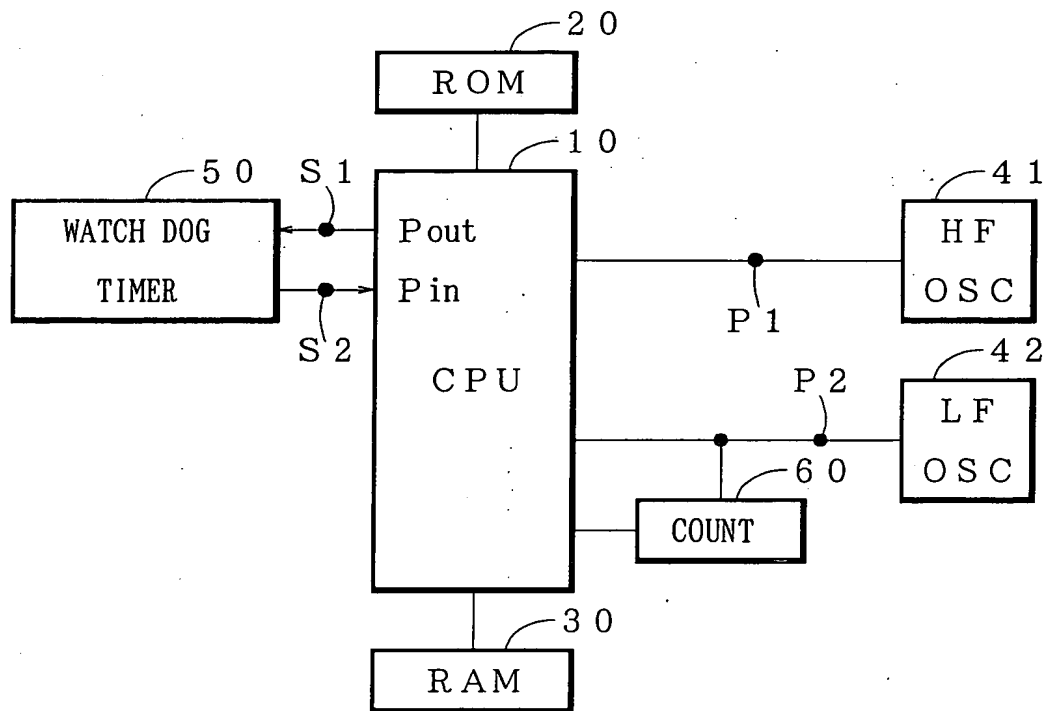 20
ROM
10
50
S1
41
WATCH DOG
TIMER
Pout
HF
OSC
Pin
P1
S2
42
CPU
P2
LF
OSC
60
COUNT
30
RAM